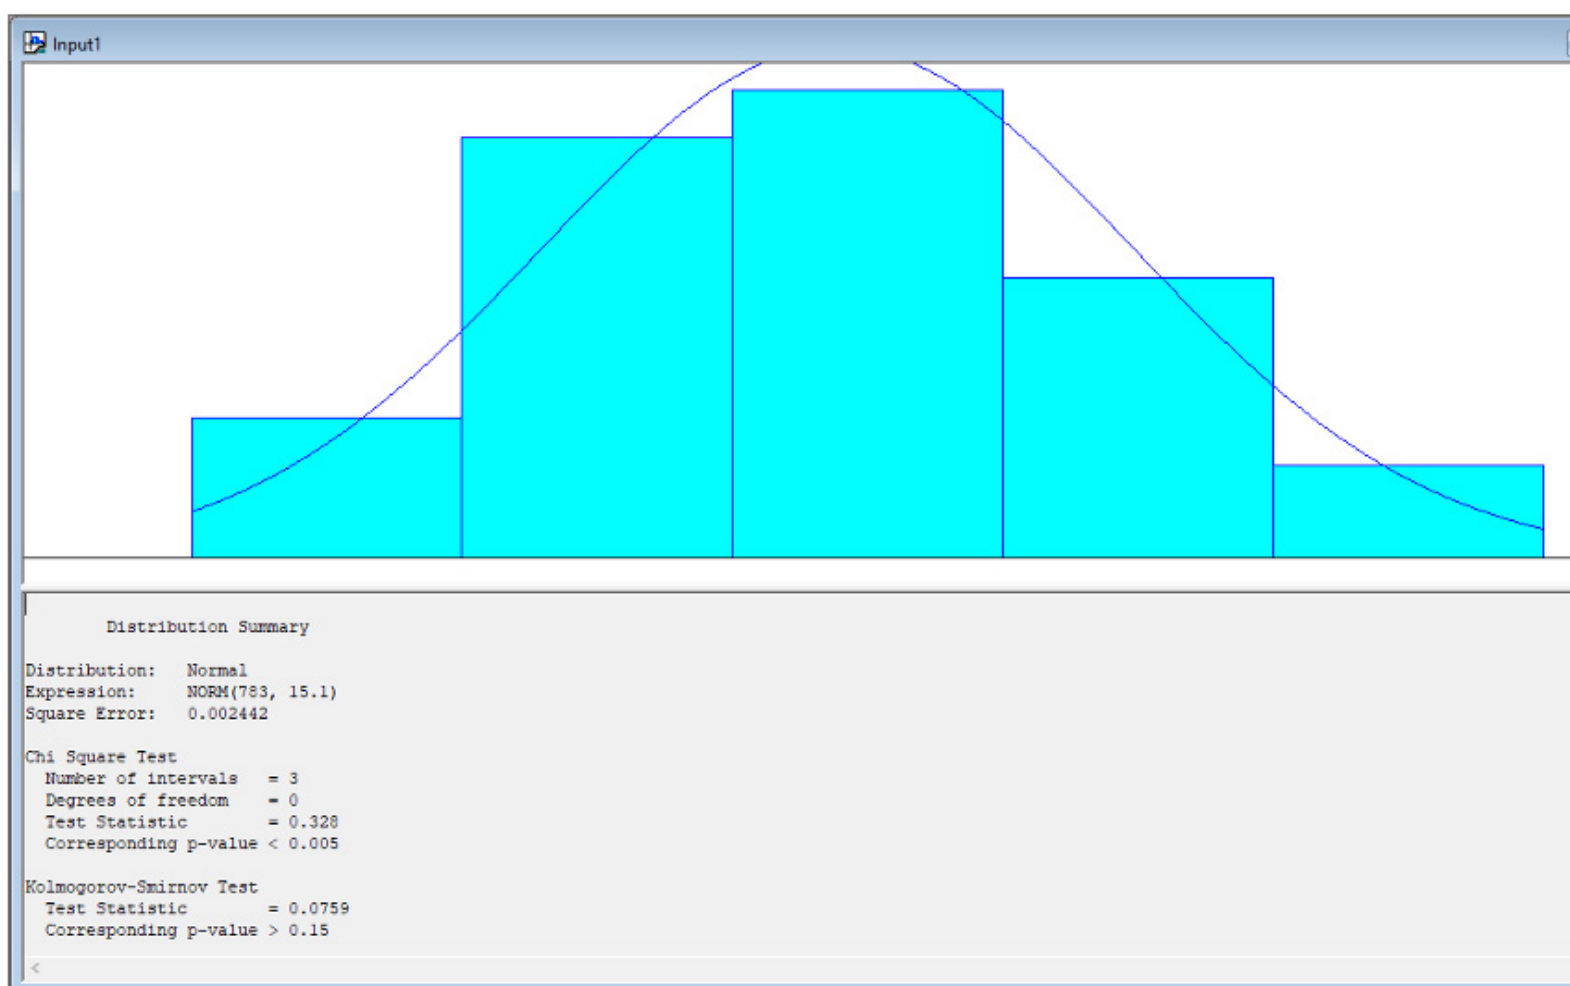 Input1
Distribution Summary
Distribution: Normal
Expression: NORM(783, 15.1)
Square Error: 0.002442
Chi Square Test
Number of intervals = 3
Degrees of freedom = 0
Test Statistic = 0.328
Corresponding p-value < 0.005
Kolmogorov-Smirnov Test
Test Statistic = 0.0759
Corresponding p-value > 0.15